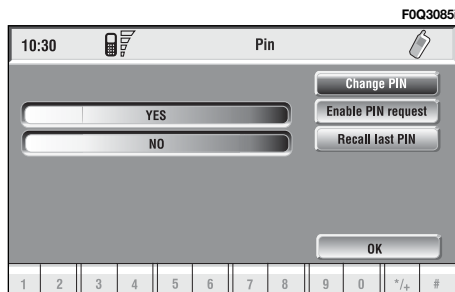 F0Q3085i
10:30 Pin
Change PIN
YES Enable PIN request
NO Recall last PIN
OK
1 2 3 4 5 6 7 8 9 0 */+ #